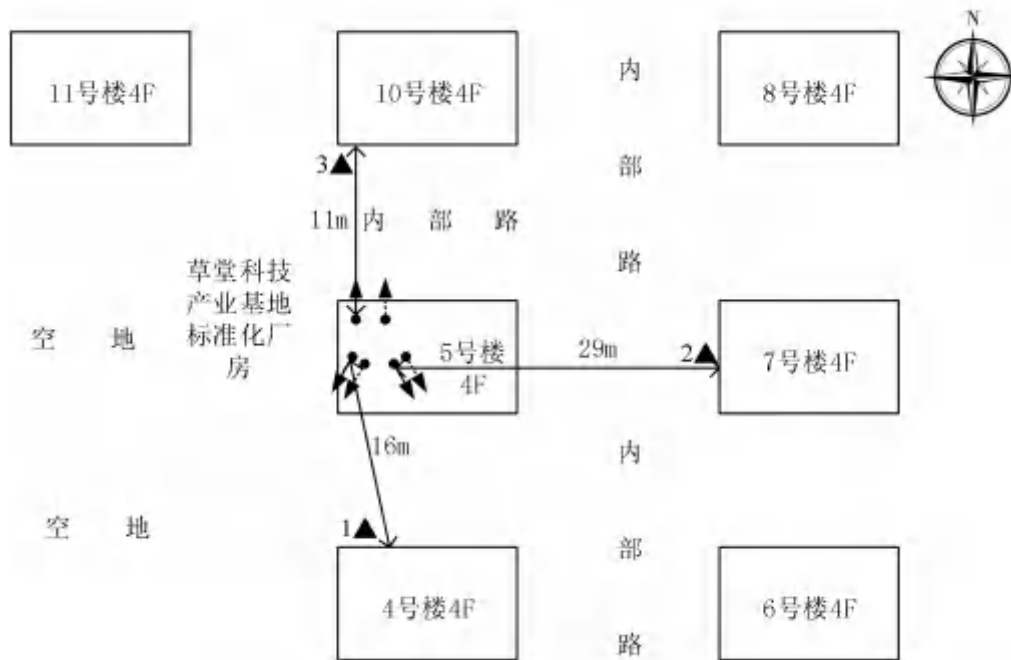 11号楼4F
10号楼4F
8号楼4F
N
内
部
路
3
11m
内 部 路
草堂科技
产业基地
标准化厂
房
空 地
5号楼
4F
29m
2
7号楼4F
16m
内
部
路
空 地
1
4号楼4F
6号楼4F